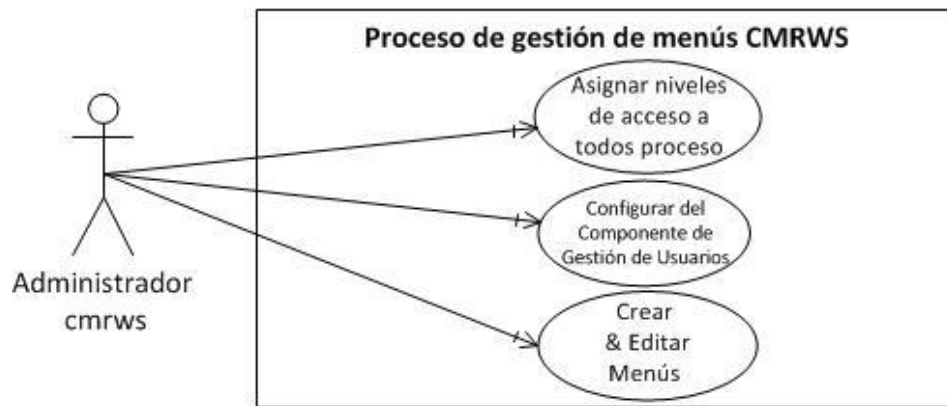 Proceso de gestión de menús CMRWS
Asignar niveles
de acceso a
todos proceso
Configurar del
Componente de
Gestión de Usuarios
Administrador
cmrws
Crear
& Editar
Menús